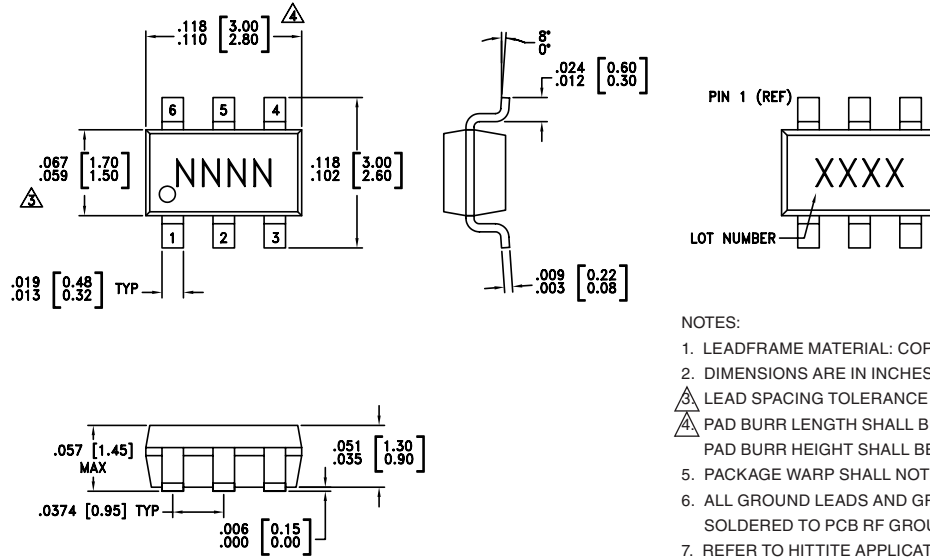 .118 [3.00]
.110 [2.80]
4
8°
0°
.024 [0.60]
.012 [0.30]
PIN 1 (REF)
6 5 4
.067 [1.70]
.059 [1.50]
3
NNNN
.118 [3.00]
.102 [2.60]
XXXX
1 2 3
LOT NUMBER
.019 [0.48]
.013 [0.32]
TYP
.009 [0.22]
.003 [0.08]
NOTES:
1. LEADFRAME MATERIAL: COP
2. DIMENSIONS ARE IN INCHES
3. LEAD SPACING TOLERANCE
4. PAD BURR LENGTH SHALL B
PAD BURR HEIGHT SHALL BE
5. PACKAGE WARP SHALL NOT
6. ALL GROUND LEADS AND GR
SOLDERED TO PCB RF GROU
7. REFER TO HITTITE APPLICAT
.057 [1.45]
MAX
.051 [1.30]
.035 [0.90]
.0374 [0.95] TYP
.006 [0.15]
.000 [0.00]